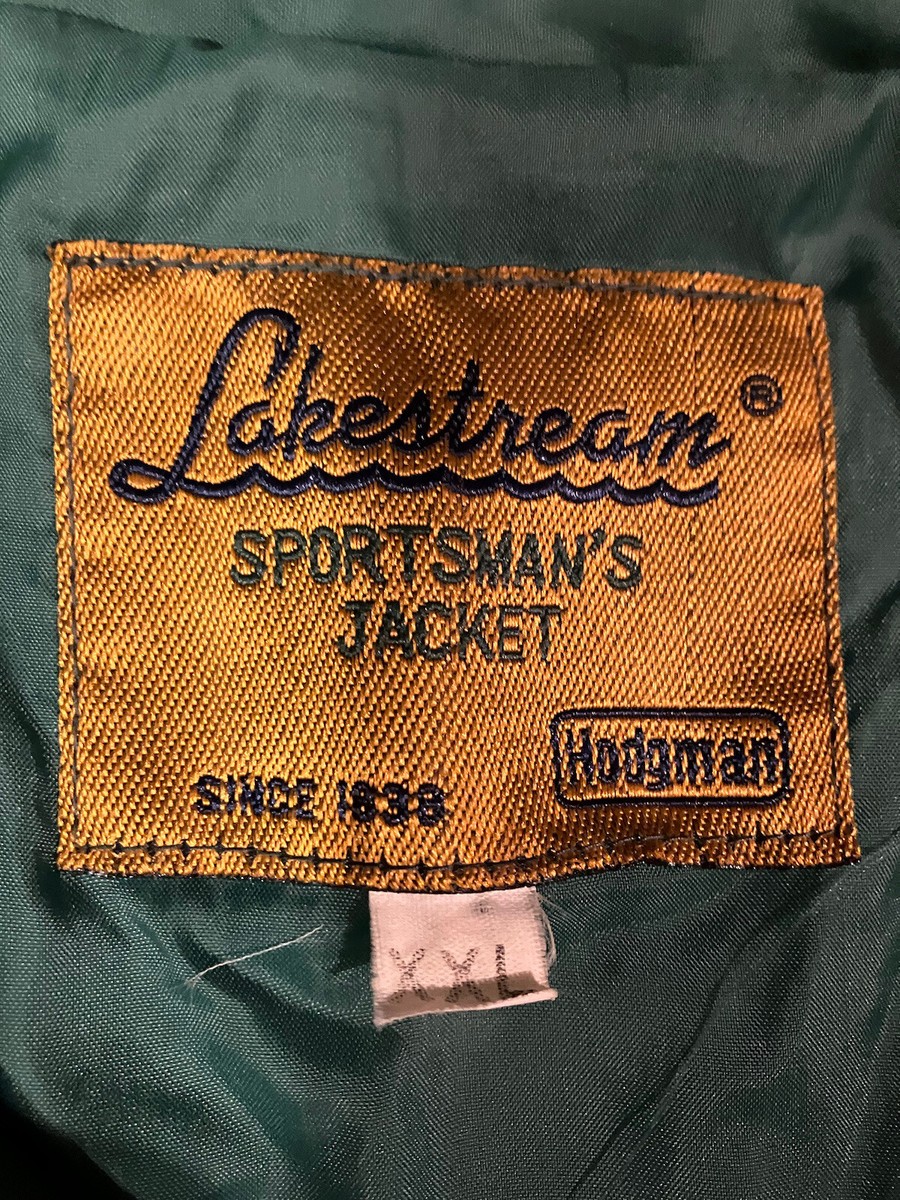 Lakestream ®
SPORTSMAN'S
JACKET
Hodgman
SINCE 1838
XXL